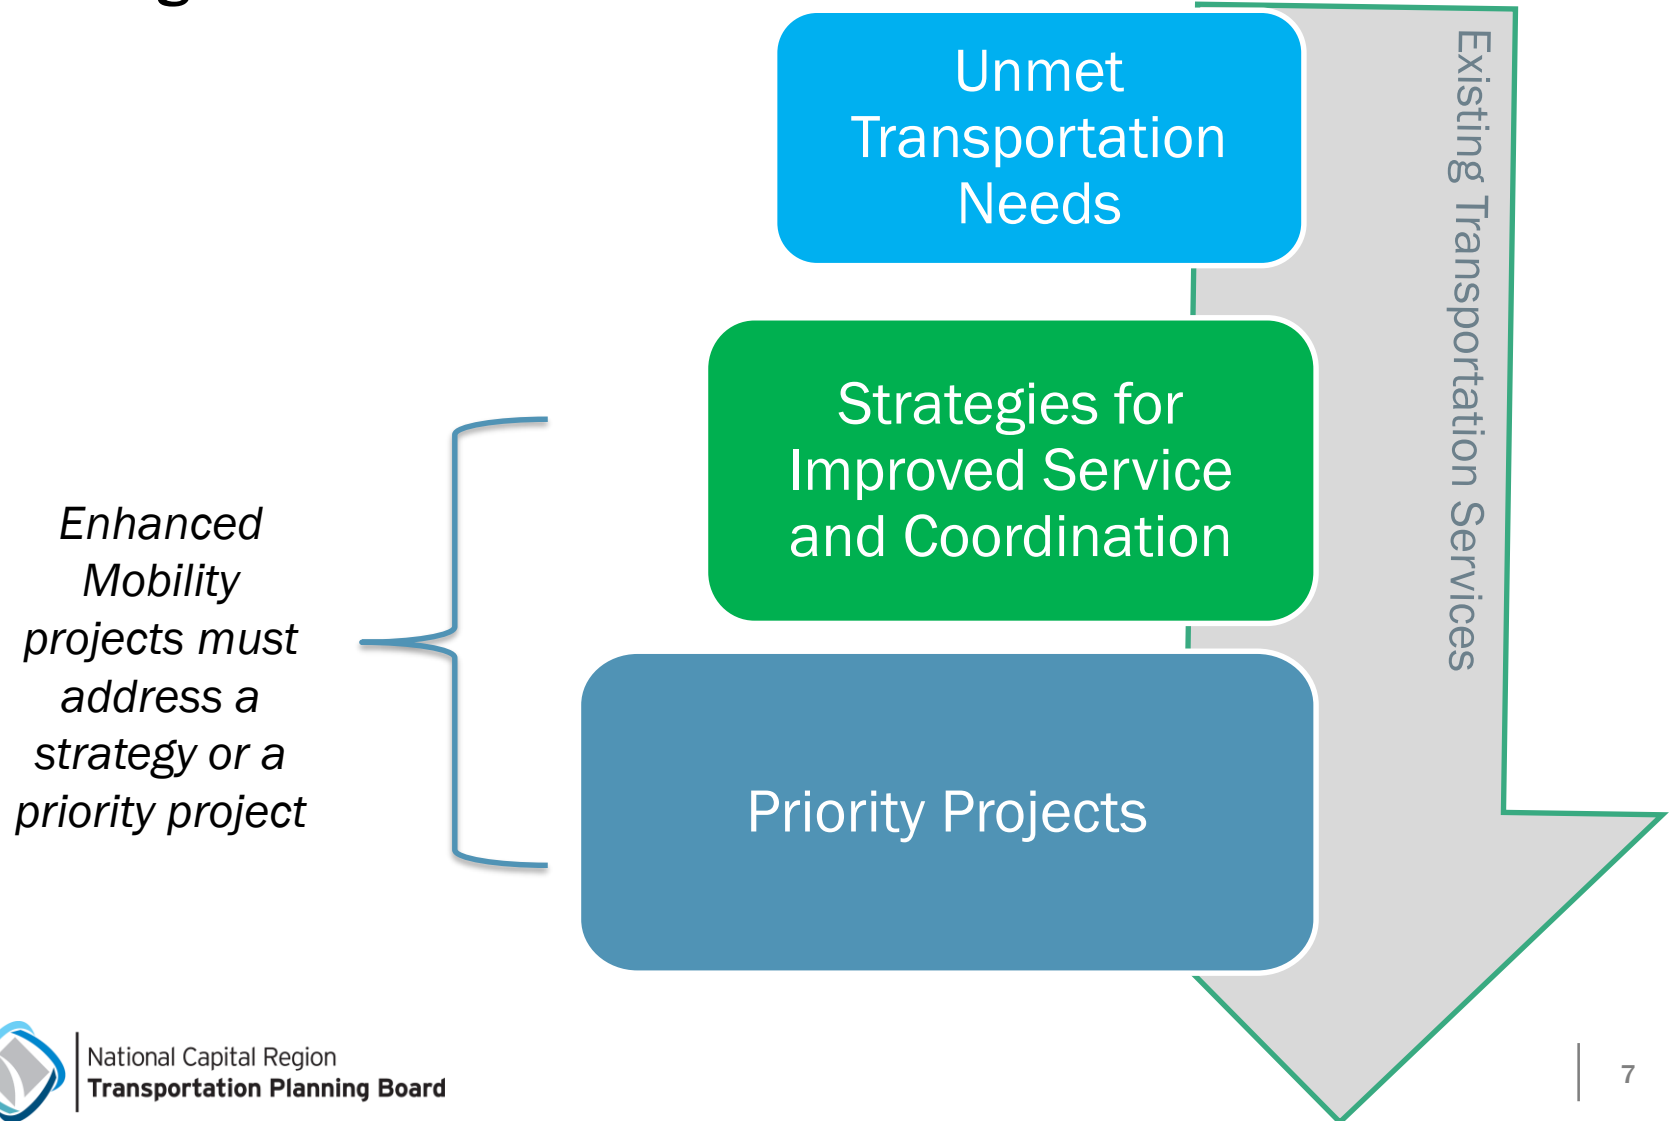 Unmet
Transportation
Needs
Existing Transportation Services
Strategies for
Improved Service
and Coordination
Enhanced
Mobility
projects must
address a
strategy or a
priority project
Priority Projects
National Capital Region
Transportation Planning Board
7